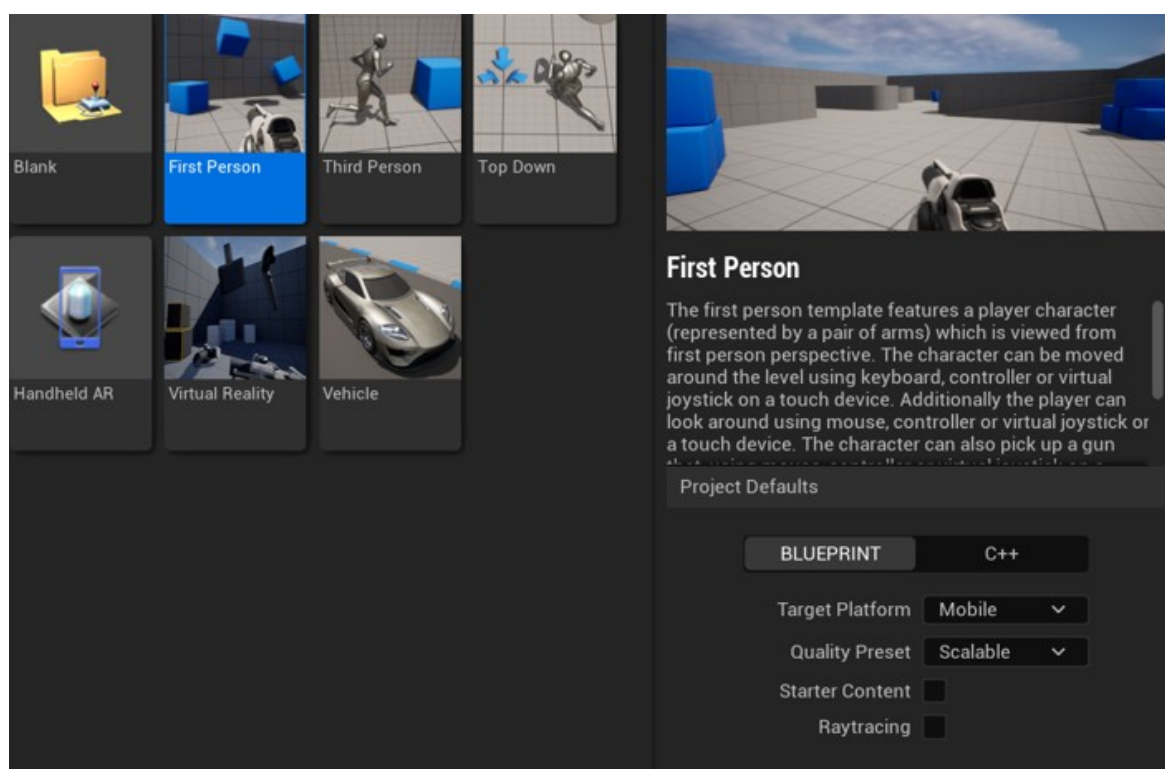 Blank
First Person
Third Person
Top Down
Handheld AR
Virtual Reality
Vehicle
First Person
The first person template features a player character
(represented by a pair of arms) which is viewed from
first person perspective. The character can be moved
around the level using keyboard, controller or virtual
joystick on a touch device. Additionally the player can
look around using mouse, controller or virtual joystick or
a touch device. The character can also pick up a gun
Project Defaults
BLUEPRINT
C++
Target Platform
Mobile
Quality Preset
Scalable
Starter Content
Raytracing